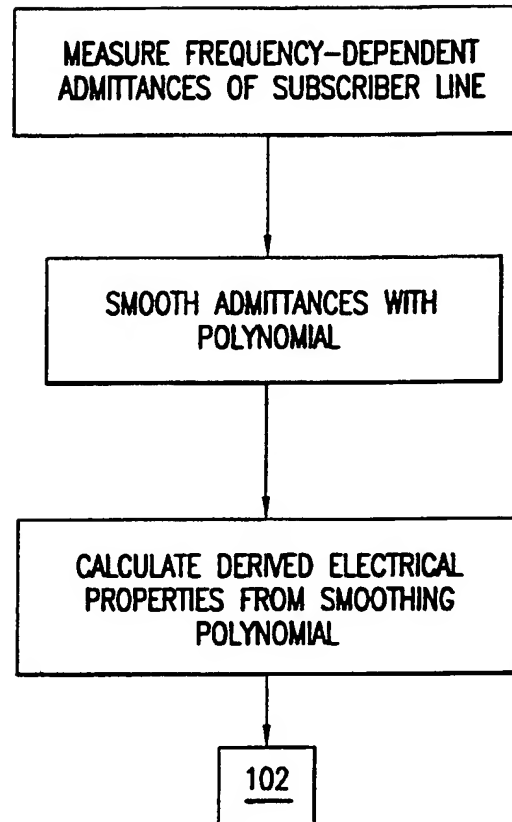 MEASURE FREQUENCY-DEPENDENT
ADMITTANCES OF SUBSCRIBER LINE
SMOOTH ADMITTANCES WITH
POLYNOMIAL
CALCULATE DERIVED ELECTRICAL
PROPERTIES FROM SMOOTHING
POLYNOMIAL
102